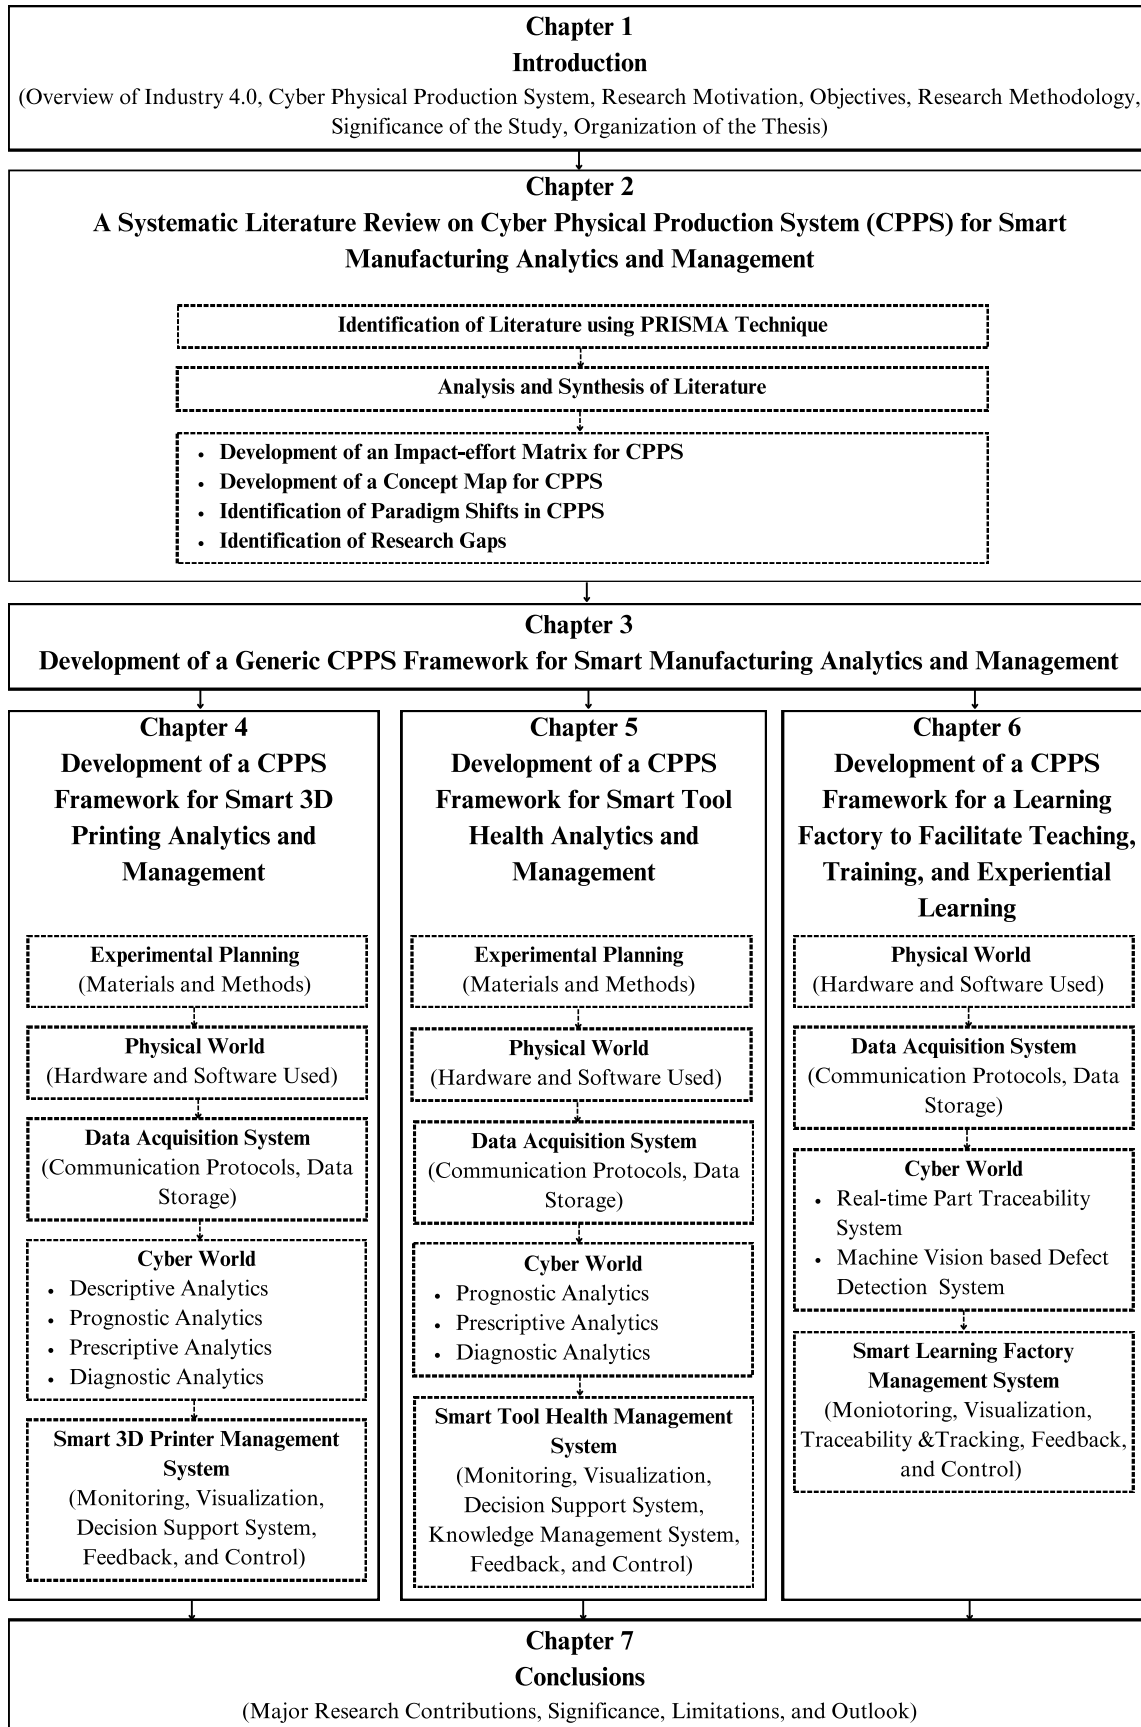 Chapter 1
Introduction
(Overview of Industry 4.0, Cyber Physical Production System, Research Motivation, Objectives, Research Methodology,
Significance of the Study, Organization of the Thesis)
Chapter 2
A Systematic Literature Review on Cyber Physical Production System (CPPS) for Smart
Manufacturing Analytics and Management
Identification of Literature using PRISMA Technique
Analysis and Synthesis of Literature
• Development of an Impact-effort Matrix for CPPS
• Development of a Concept Map for CPPS
• Identification of Paradigm Shifts in CPPS
• Identification of Research Gaps
Chapter 3
Development of a Generic CPPS Framework for Smart Manufacturing Analytics and Management
Chapter 4
Development of a CPPS
Framework for Smart 3D
Printing Analytics and
Management
Experimental Planning
(Materials and Methods)
Physical World
(Hardware and Software Used)
Data Acquisition System
(Communication Protocols, Data
Storage)
Cyber World
• Descriptive Analytics
• Prognostic Analytics
• Prescriptive Analytics
• Diagnostic Analytics
Smart 3D Printer Management
System
(Monitoring, Visualization,
Decision Support System,
Feedback, and Control)
Chapter 5
Development of a CPPS
Framework for Smart Tool
Health Analytics and
Management
Experimental Planning
(Materials and Methods)
Physical World
(Hardware and Software Used)
Data Acquisition System
(Communication Protocols, Data
Storage)
Cyber World
• Prognostic Analytics
• Prescriptive Analytics
• Diagnostic Analytics
Smart Tool Health Management
System
(Monitoring, Visualization,
Decision Support System,
Knowledge Management System,
Feedback, and Control)
Chapter 6
Development of a CPPS
Framework for a Learning
Factory to Facilitate Teaching,
Training, and Experiential
Learning
Physical World
(Hardware and Software Used)
Data Acquisition System
(Communication Protocols, Data
Storage)
Cyber World
• Real-time Part Traceability
System
• Machine Vision based Defect
Detection System
Smart Learning Factory
Management System
(Moniotoring, Visualization,
Traceability &Tracking, Feedback,
and Control)
Chapter 7
Conclusions
(Major Research Contributions, Significance, Limitations, and Outlook)